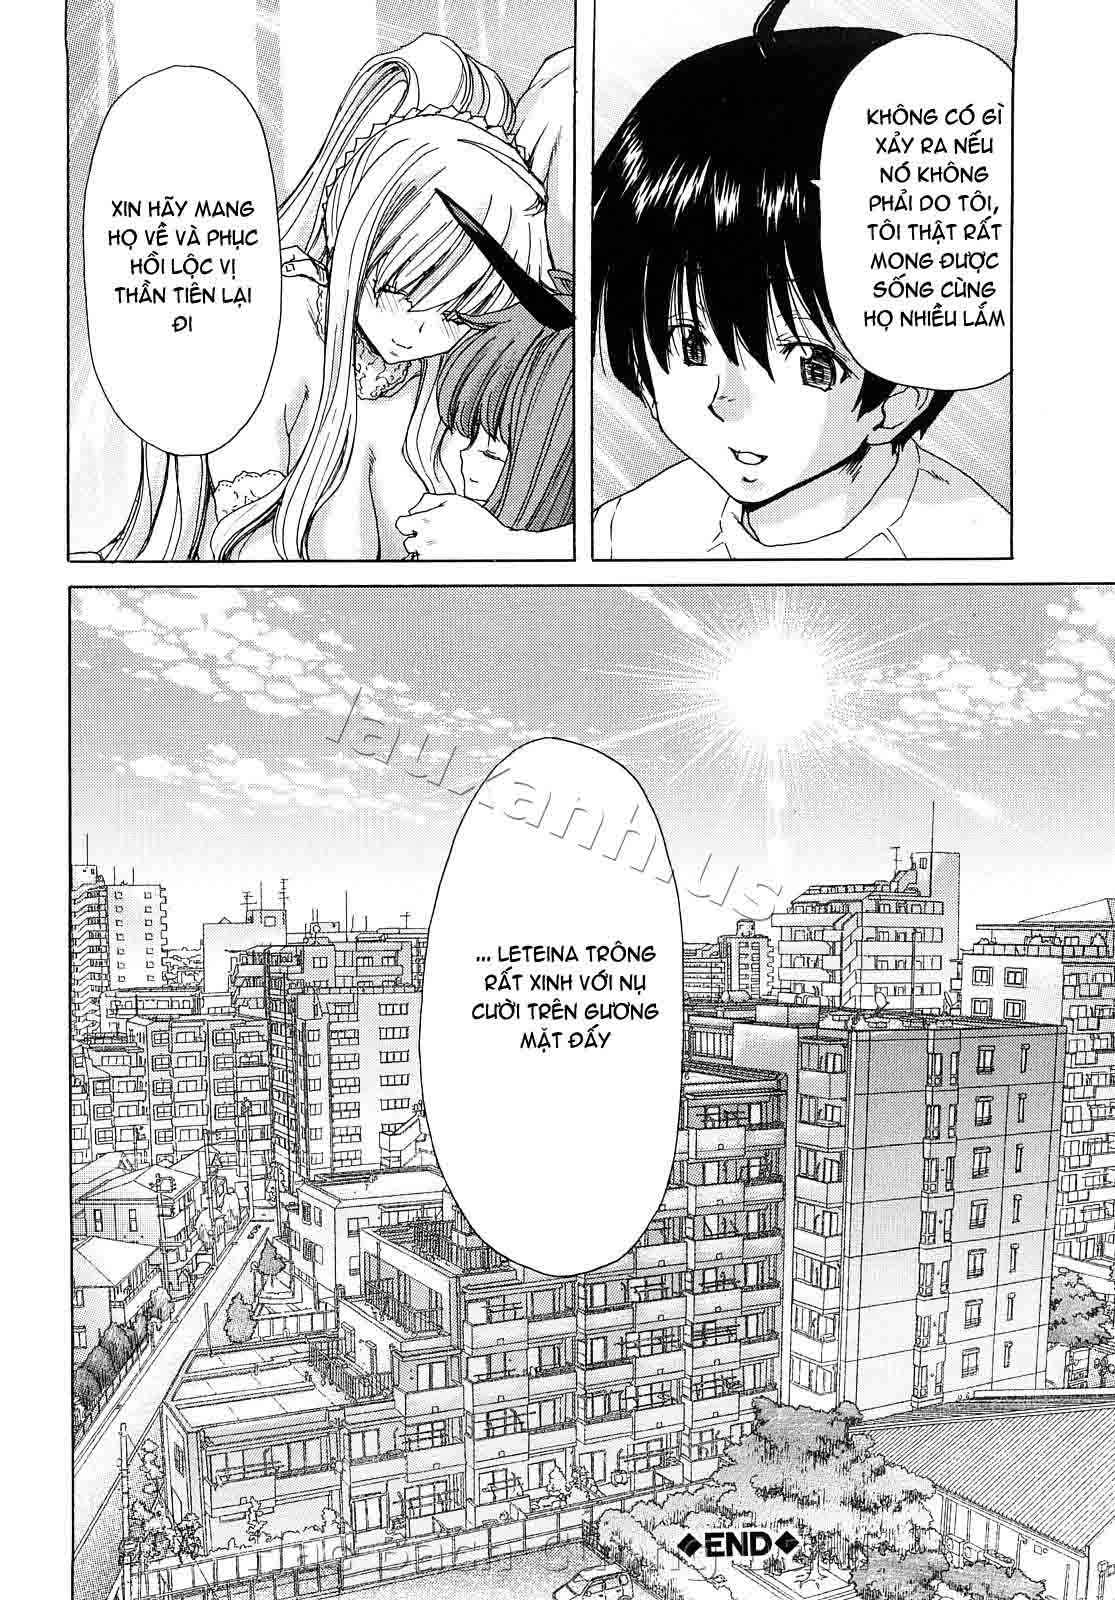 KHÔNG CÓ GÌ
XẢY RA NẾU
NÓ KHÔNG
PHẢI DO TÔI,
TÔI THẬT RẤT
MONG ĐƯỢC
SỐNG CÙNG
HỌ NHIỀU LẮM
XIN HÃY MANG
HỌ VỀ VÀ PHỤC
HỒI LỘC VỊ
THẦN TIÊN LẠI
ĐI
lauxanhus
... LETEINA TRÔNG
RẤT XINH VỚI NỤ
CƯỜI TRÊN GƯƠNG
MẶT ĐẤY
END